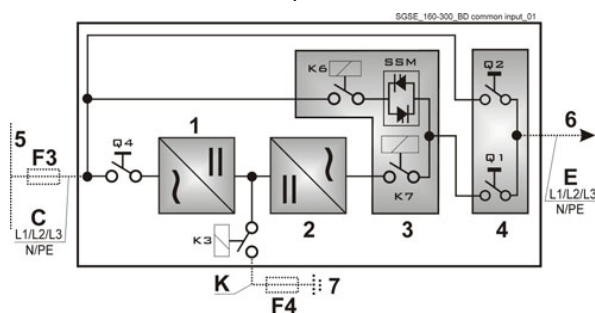 SGSE_160-300_BD common input_01
K6
SSM
Q2
5
1
6
Q4
F3
Q1
E
C
K7
L1/L2/L3
N/PE
L1/L2/L3
N/PE
K3
2
3
4
K
7
F4